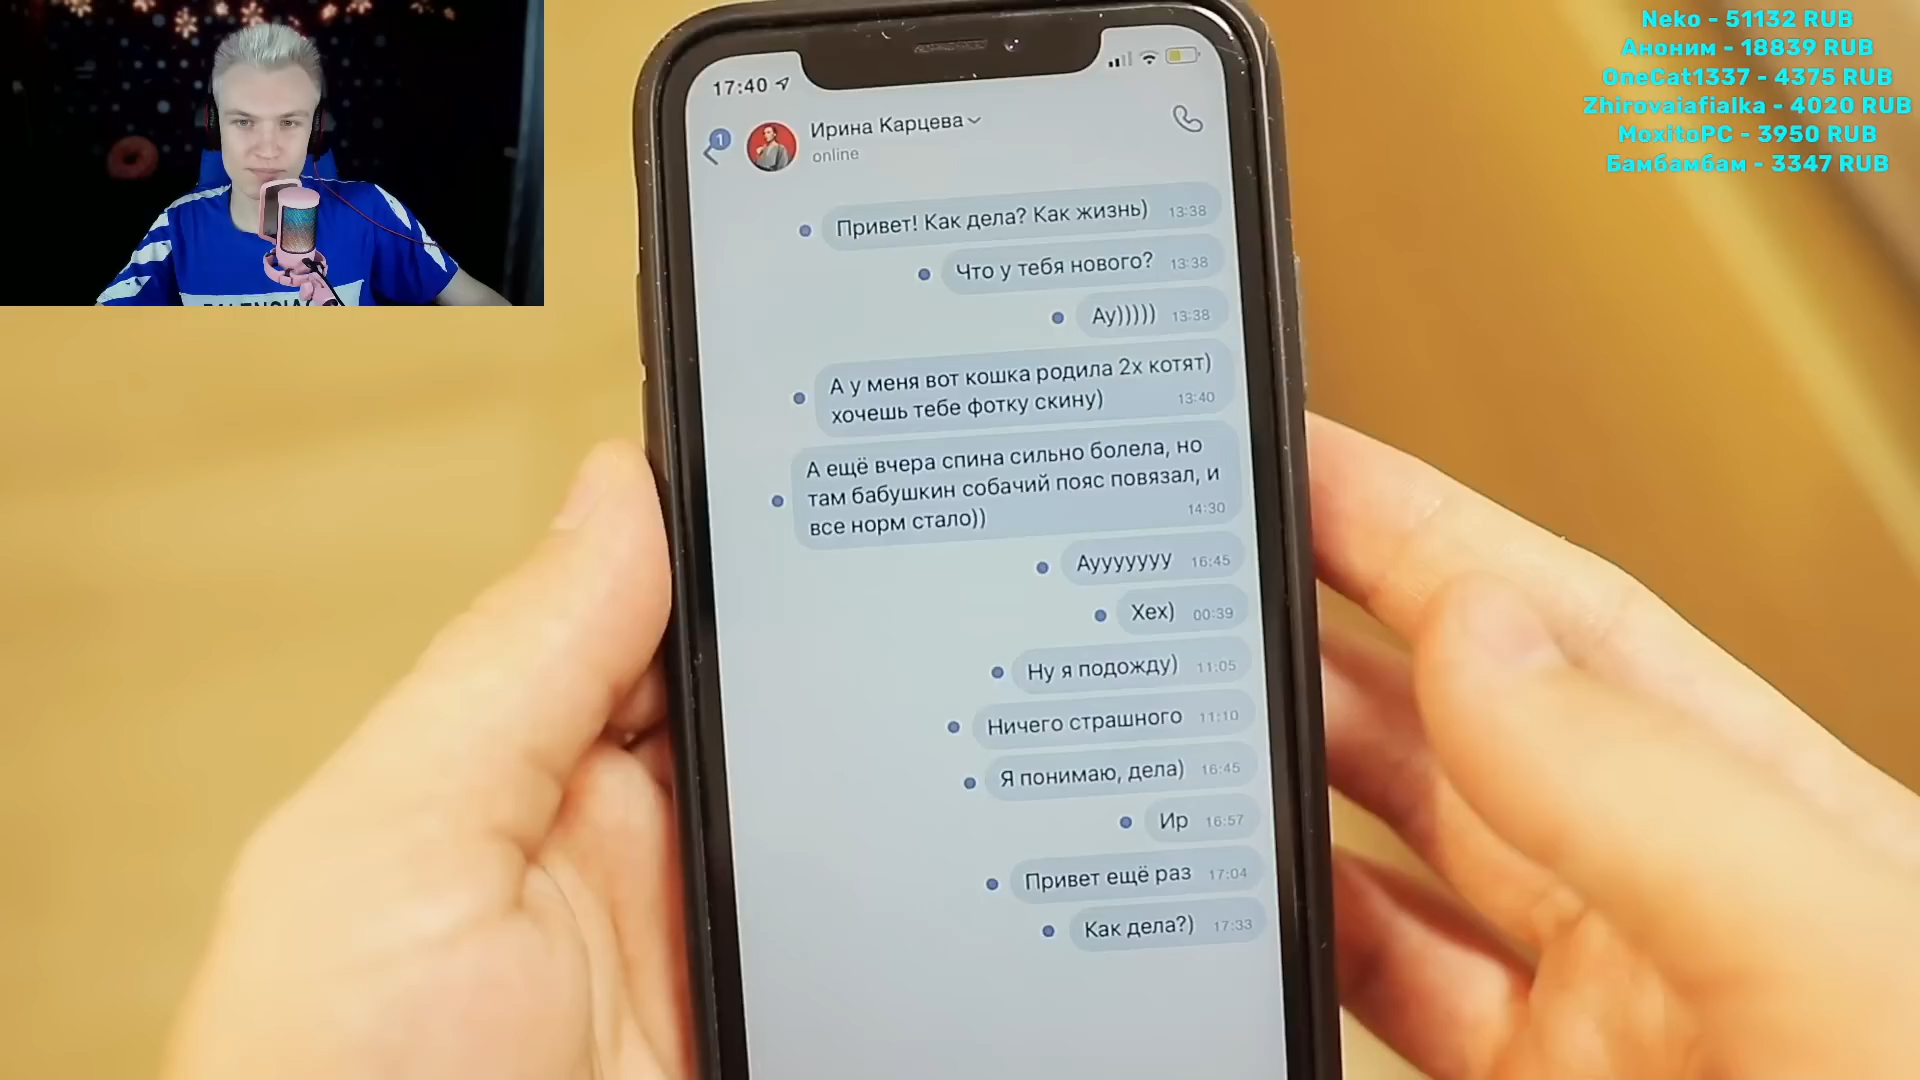 Neko - 51132 RUB
Аноним - 18839 RUB
OneCat1337 - 4375 RUB
Zhirovaiafialka - 4020 RUB
MoxitoPC - 3950 RUB
Бамбамбам - 3347 RUB
17:40
1
Ирина Карцева
online
Привет! Как дела? Как жизнь) 13:38
Что у тебя нового? 13:38
Ау))))) 13:38
А у меня вот кошка родила 2х котят)
хочешь тебе фотку скину) 13:40
А ещё вчера спина сильно болела, но
там бабушкин собачий пояс повязал, и
все норм стало)) 14:30
Аууууууу 16:45
Хех) 00:39
Ну я подожду) 11:05
Ничего страшного 11:10
Я понимаю, дела) 16:45
Ир 16:57
Привет ещё раз 17:04
Как дела?) 17:33